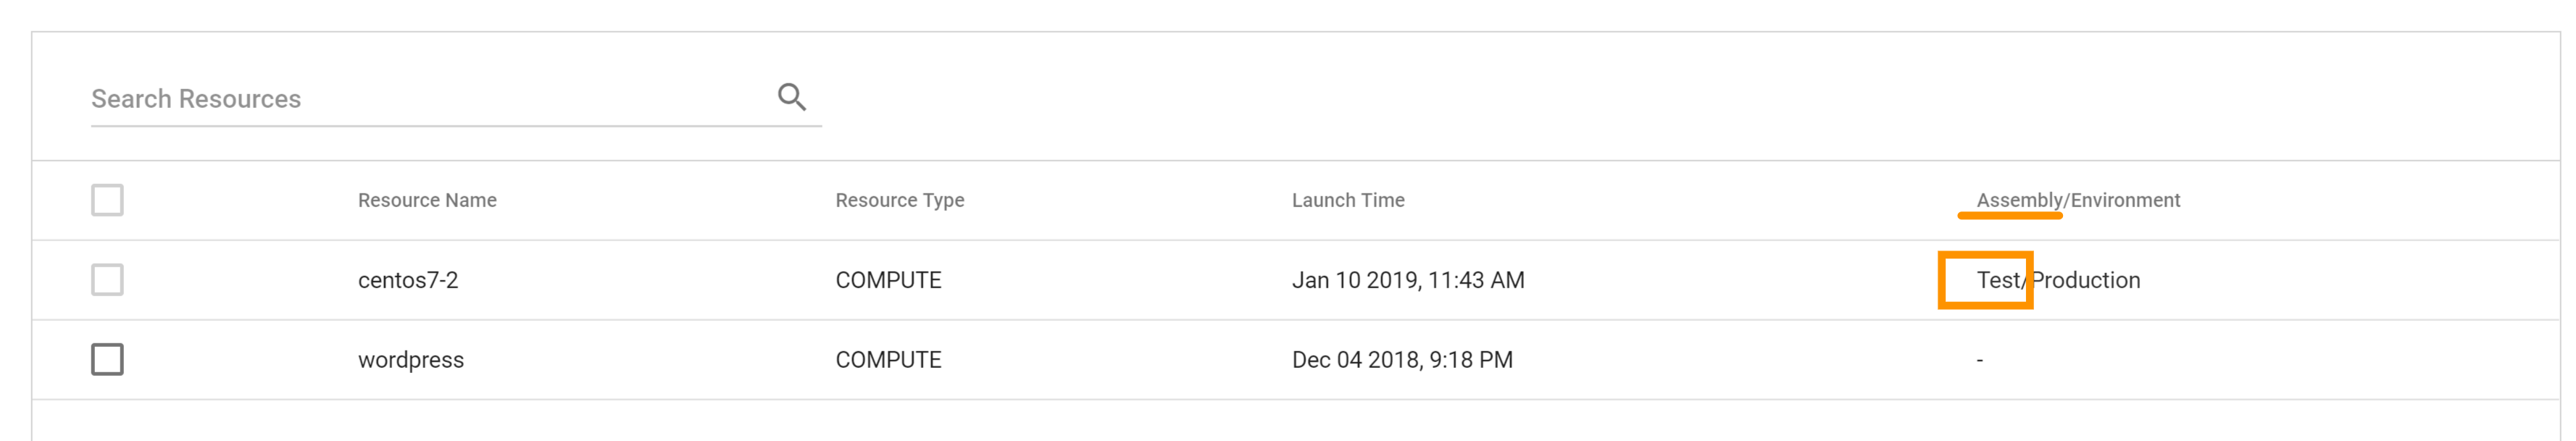 Search Resources
Resource Name Resource Type Launch Time Assembly/Environment
centos7-2 COMPUTE Jan 10 2019, 11:43 AM Test/Production
wordpress COMPUTE Dec 04 2018, 9:18 PM -